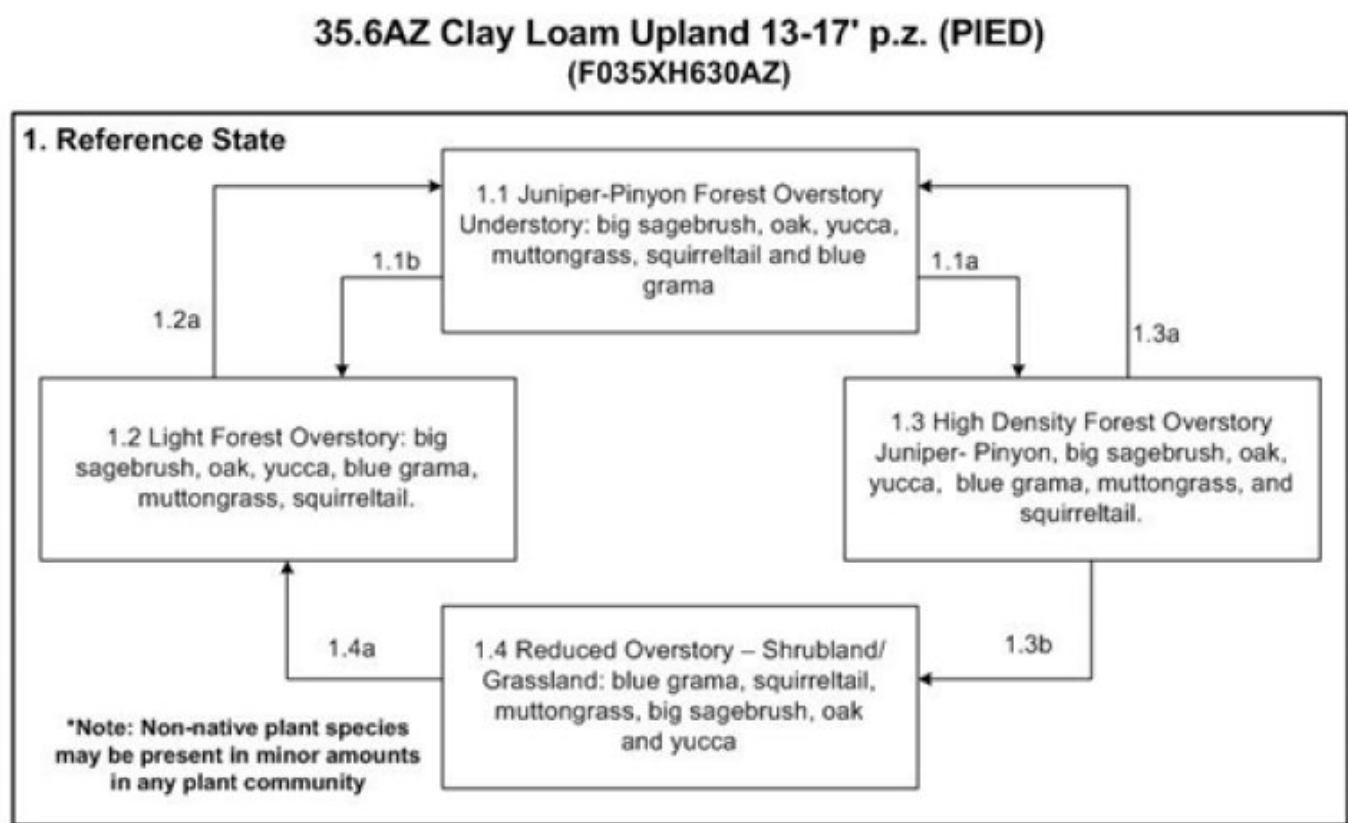 35.6AZ Clay Loam Upland 13-17' p.z. (PIED)
(F035XH630AZ)
1. Reference State
1.1 Juniper-Pinyon Forest Overstory
Understory: big sagebrush, oak, yucca,
muttongrass, squirreltail and blue
grama
1.1b
1.1a
1.2a
1.3a
1.2 Light Forest Overstory: big
sagebrush, oak, yucca, blue grama,
muttongrass, squirreltail.
1.3 High Density Forest Overstory
Juniper- Pinyon, big sagebrush, oak,
yucca, blue grama, muttongrass, and
squirreltail.
1.4a
1.3b
1.4 Reduced Overstory – Shrubland/
Grassland: blue grama, squirreltail,
muttongrass, big sagebrush, oak
and yucca
*Note: Non-native plant species
may be present in minor amounts
in any plant community